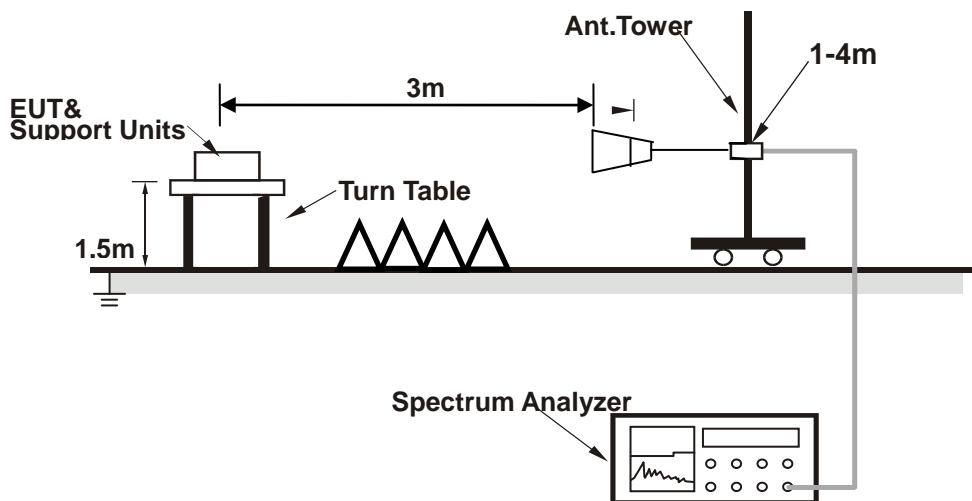 Ant.Tower
1-4m
3m
EUT&
Support Units
Turn Table
1.5m
Spectrum Analyzer